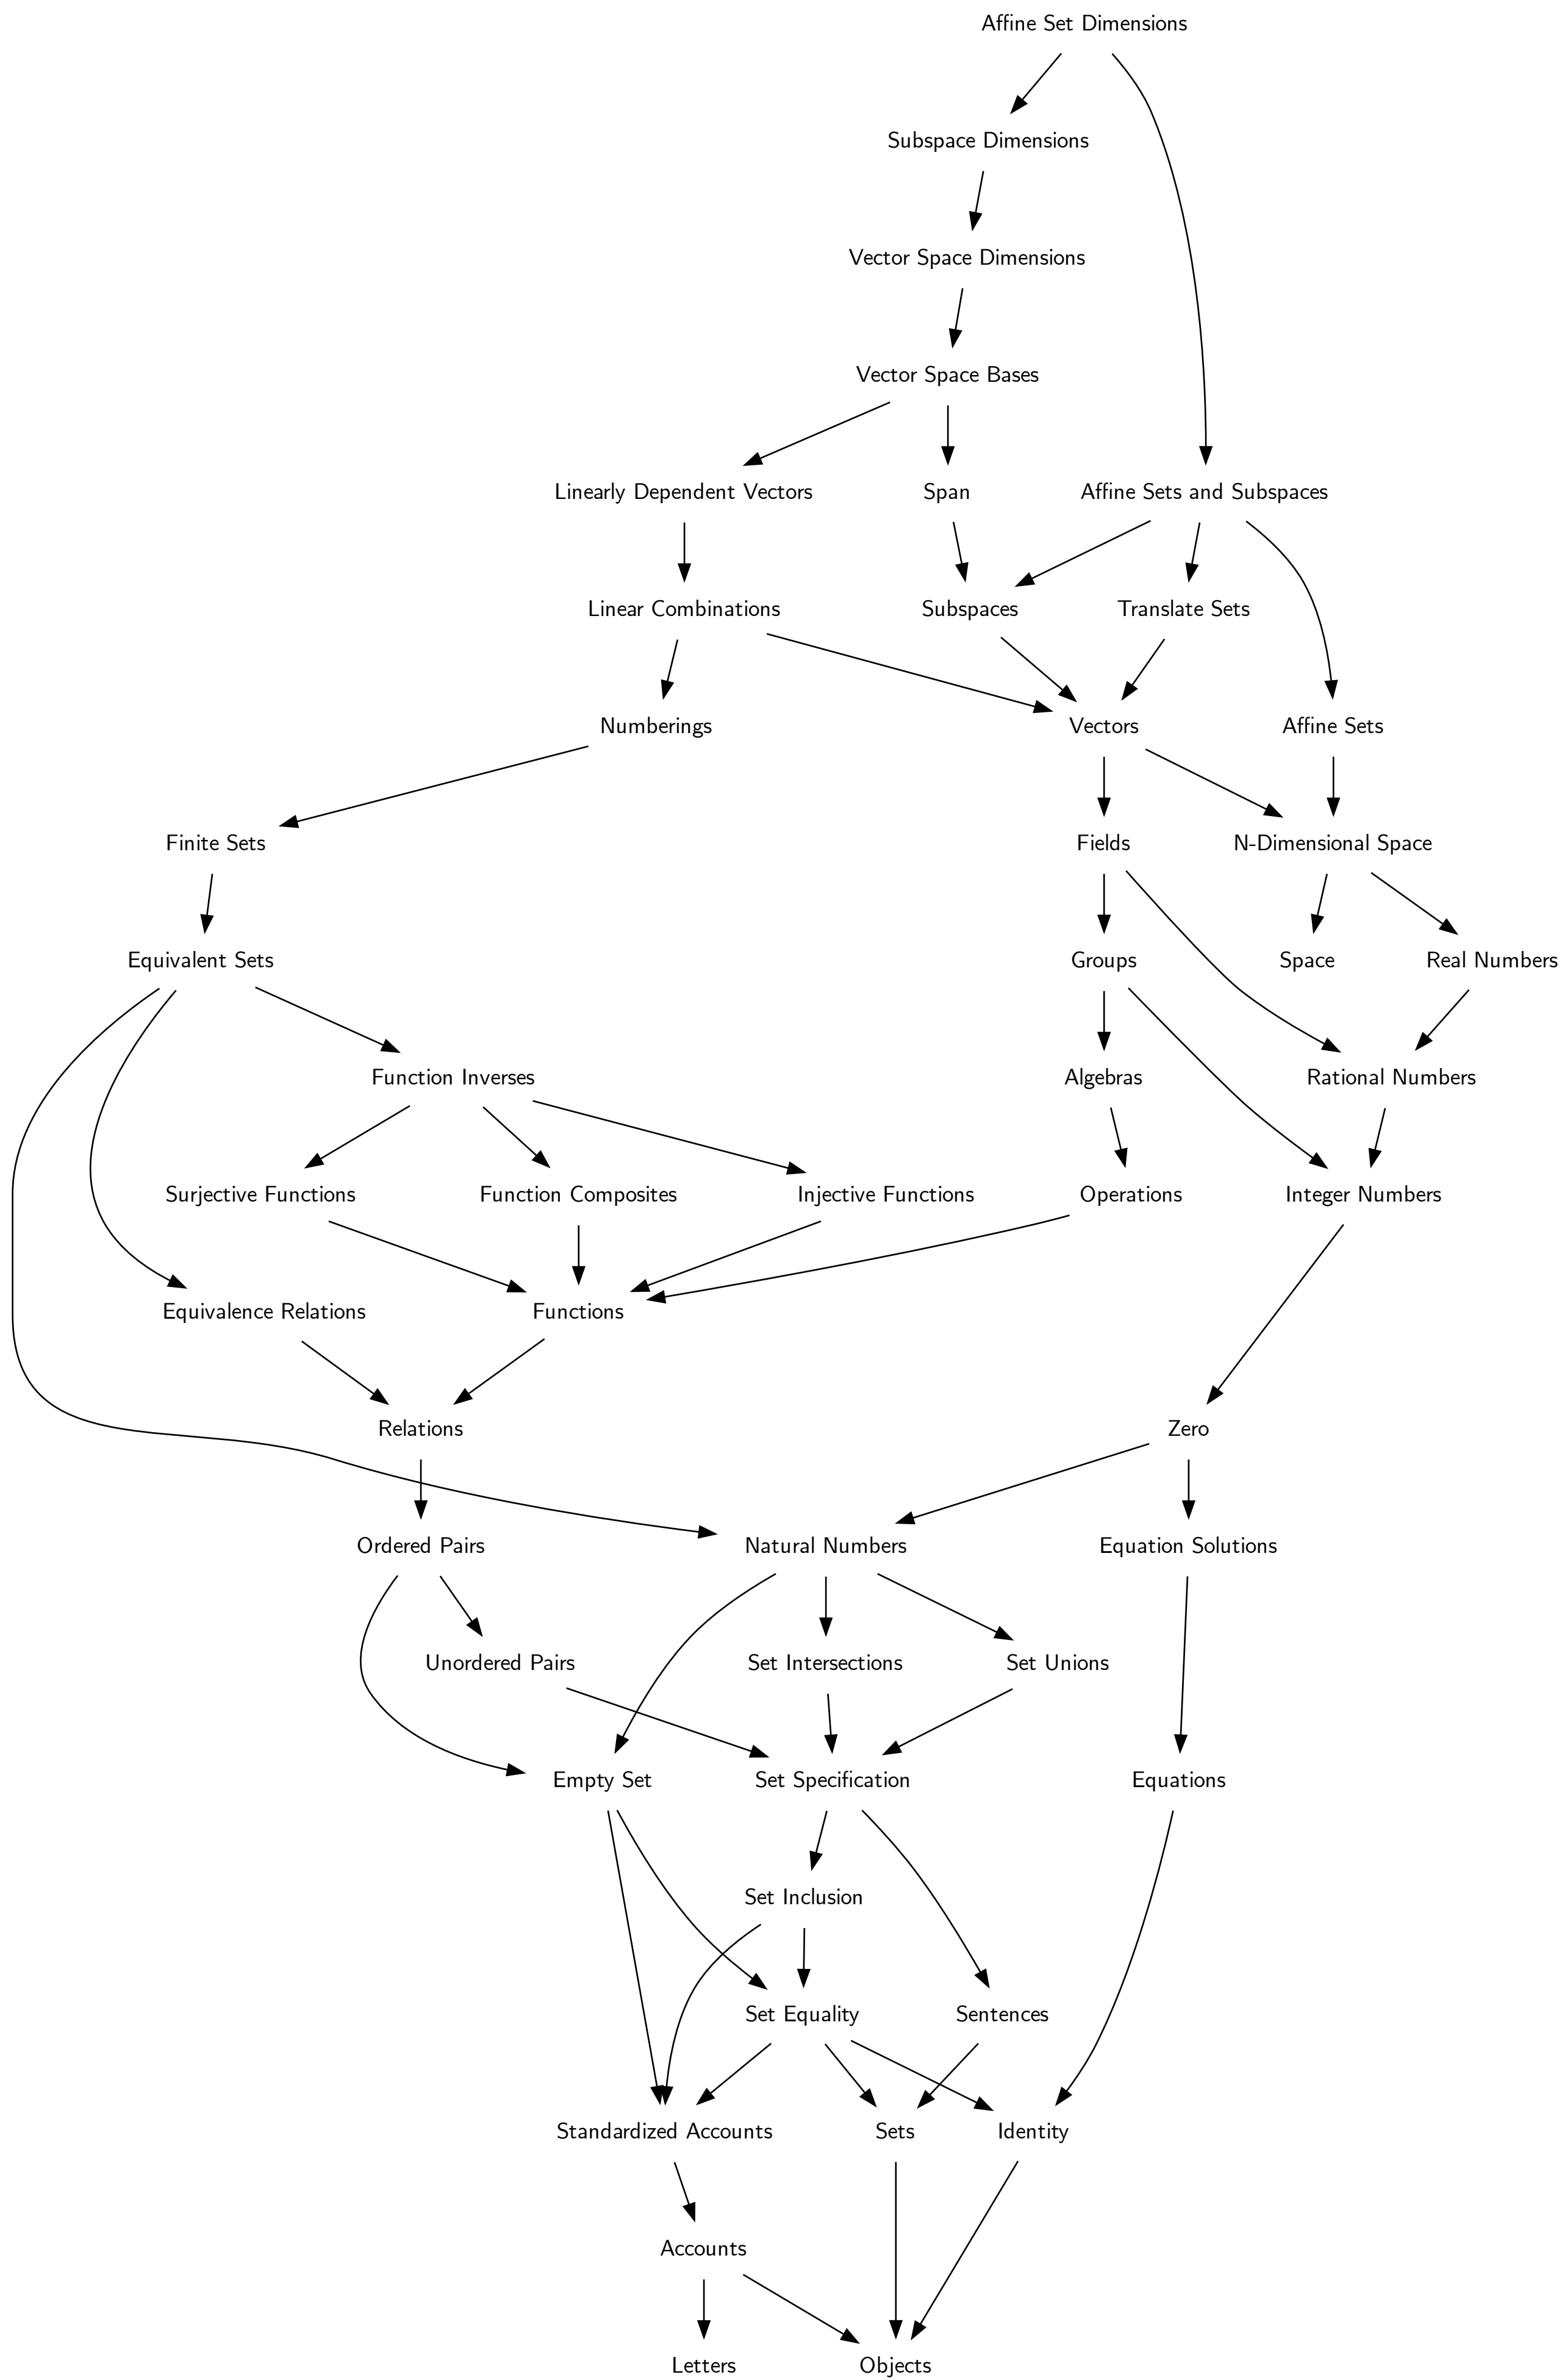 Affine Set Dimensions
Subspace Dimensions
Vector Space Dimensions
Vector Space Bases
Linearly Dependent Vectors
Span
Affine Sets and Subspaces
Linear Combinations
Subspaces
Translate Sets
Numberings
Vectors
Affine Sets
Finite Sets
Fields
N-Dimensional Space
Equivalent Sets
Groups
Space
Real Numbers
Function Inverses
Algebras
Rational Numbers
Surjective Functions
Function Composites
Injective Functions
Operations
Integer Numbers
Equivalence Relations
Functions
Relations
Zero
Ordered Pairs
Natural Numbers
Equation Solutions
Unordered Pairs
Set Intersections
Set Unions
Empty Set
Set Specification
Equations
Set Inclusion
Set Equality
Sentences
Standardized Accounts
Sets
Identity
Accounts
Letters
Objects